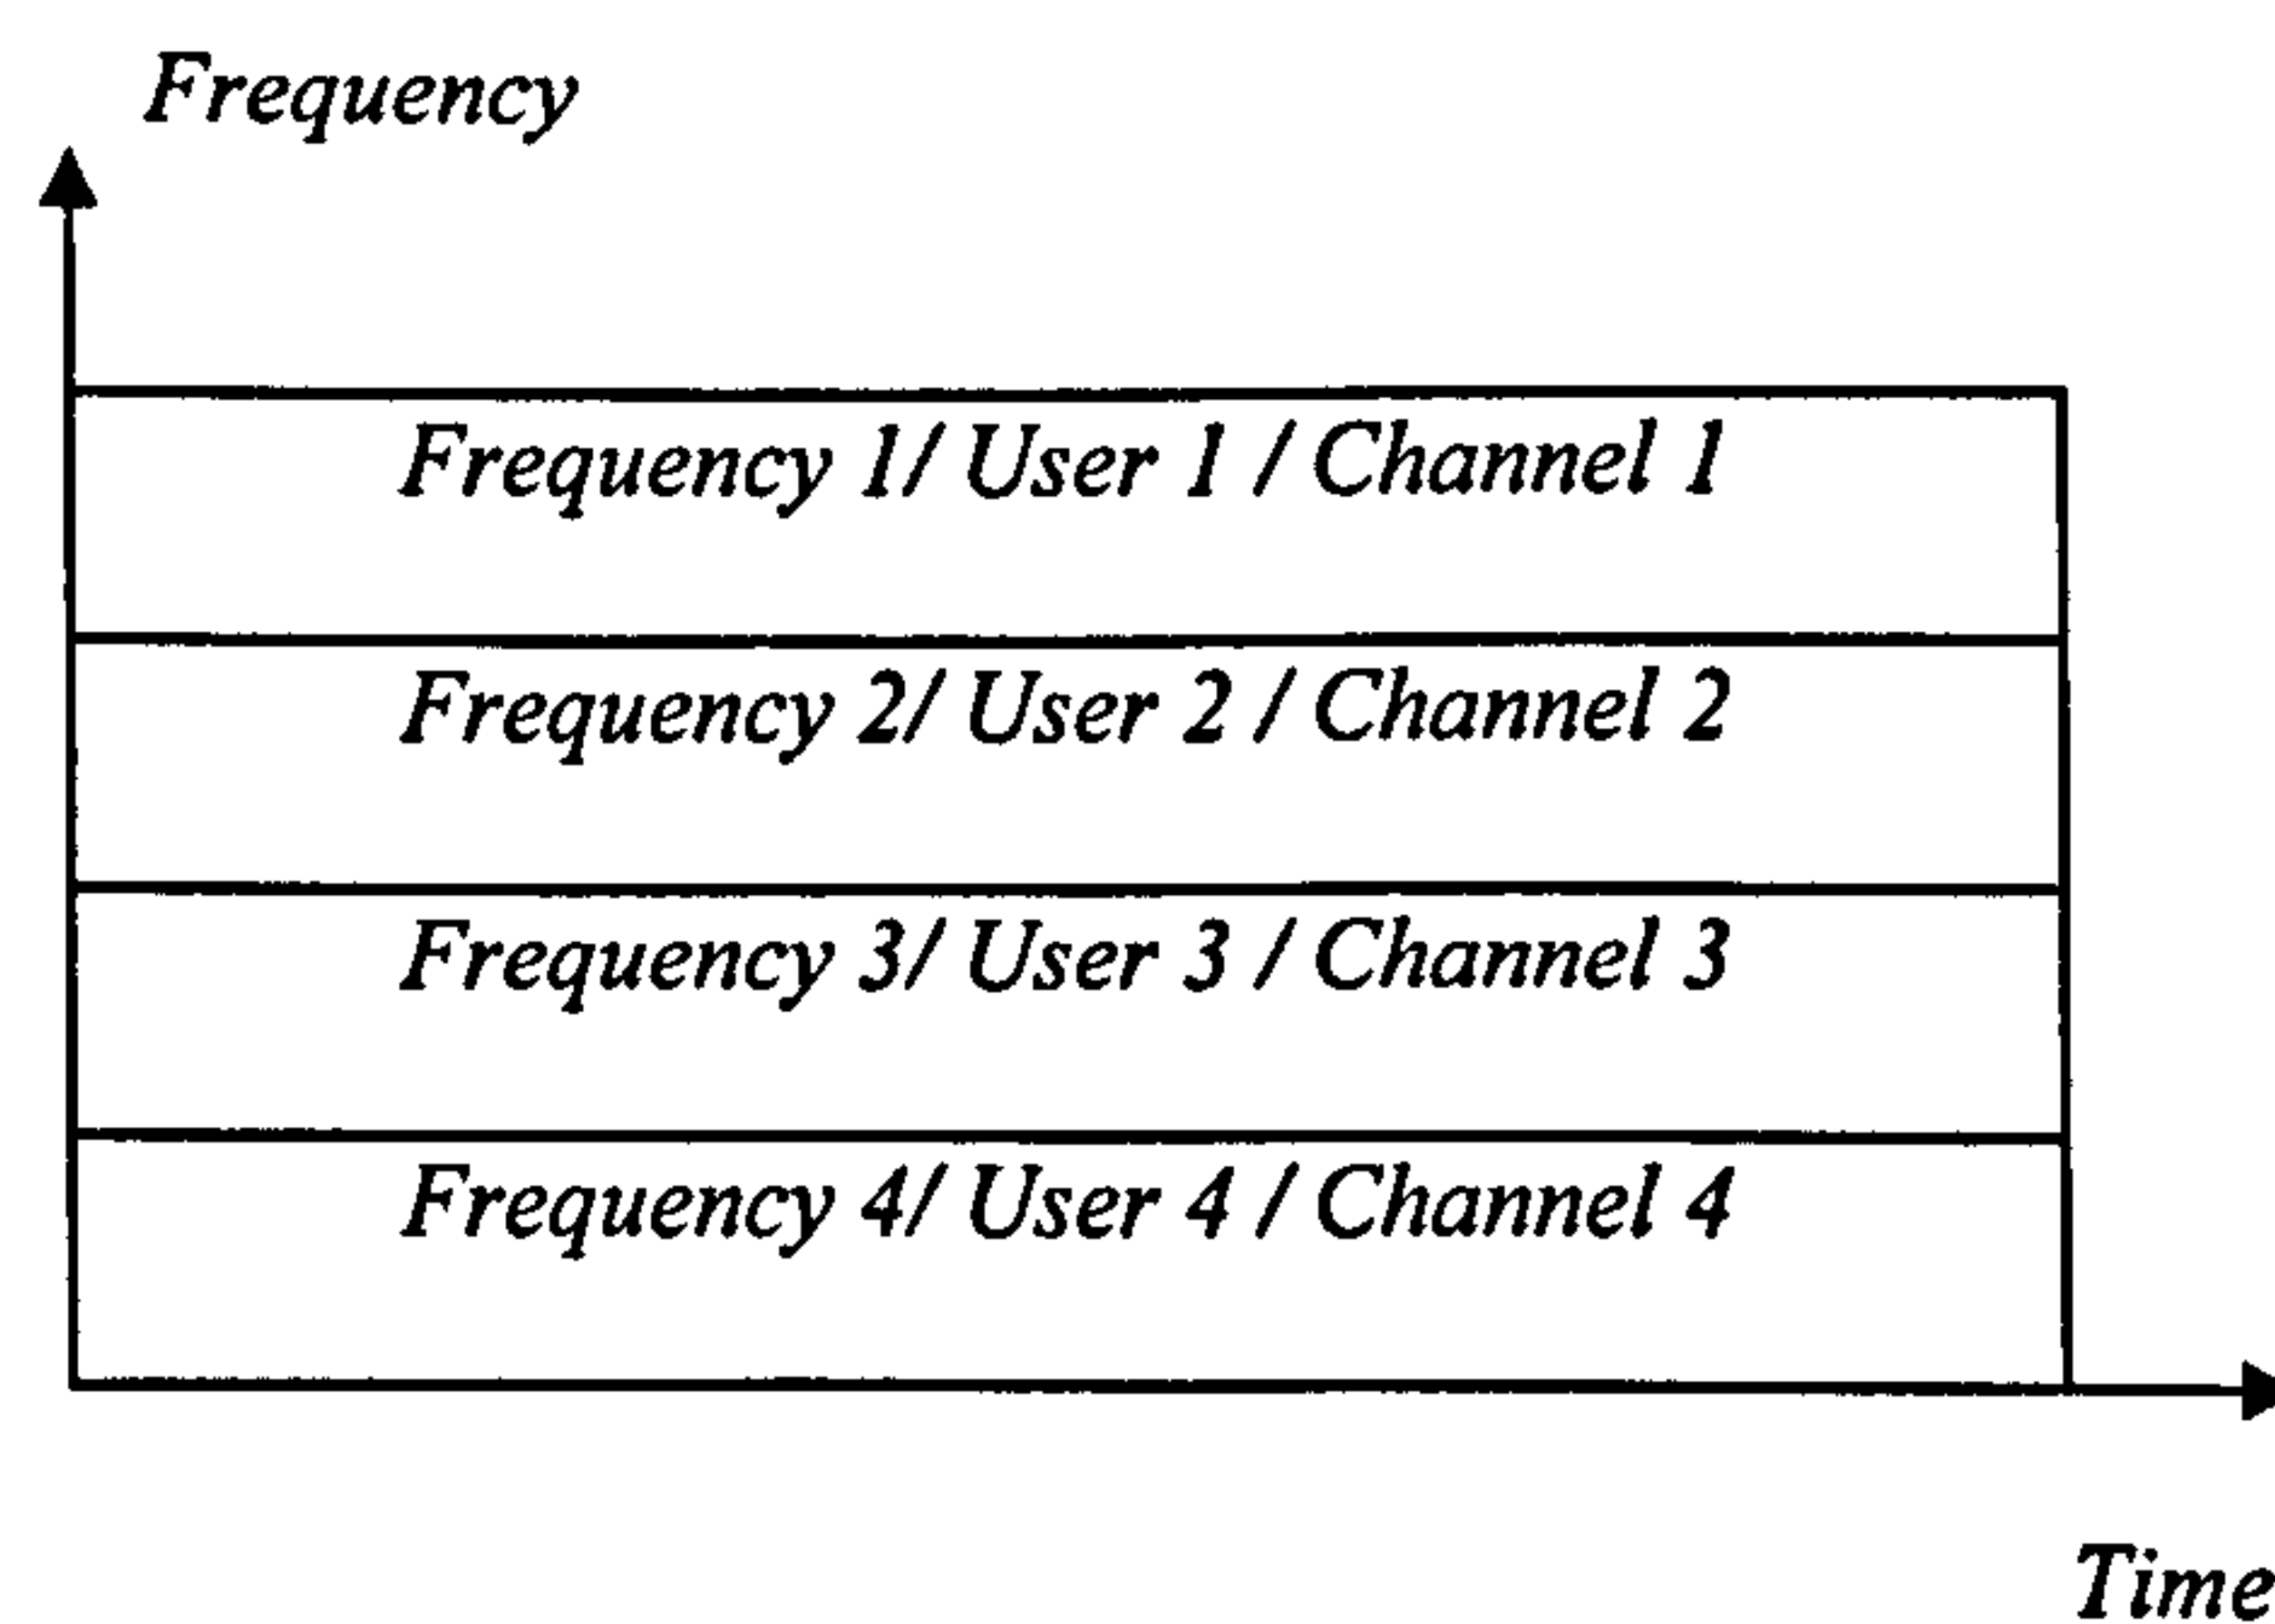 Frequency
Frequency 1/ User 1 / Channel 1
Frequency 2/ User 2 / Channel 2
Frequency 3/ User 3 / Channel 3
Frequency 4/ User 4 / Channel 4
Time